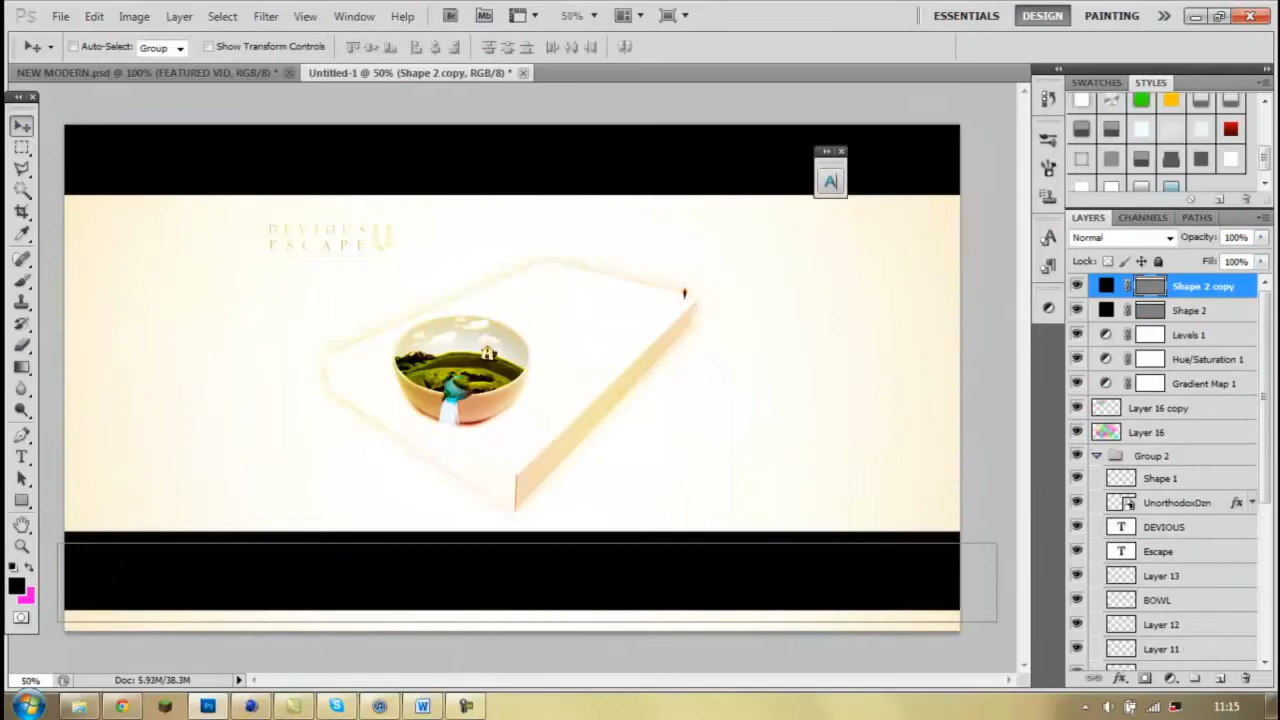 Ps File Edit Image Layer Select Filter View Window Help Br Mb 50% ESSENTIALS DESIGN PAINTING
Auto-Select: Group Show Transform Controls
NEW MODERN.psd @ 100% (FEATURED VID, RGB/8) * Untitled-1 @ 50% (Shape 2 copy, RGB/8) *
SWATCHES STYLES
A
DEVIOUS
ESCAPE
LAYERS CHANNELS PATHS
Normal Opacity: 100%
Lock: Fill: 100%
Shape 2 copy
Shape 2
Levels 1
Hue/Saturation 1
Gradient Map 1
Layer 16 copy
Layer 16
Group 2
Shape 1
UnorthodoxDzn fx
T DEVIOUS
T Escape
Layer 13
BOWL
Layer 12
Layer 11
50% Doc: 5.93M/38.3M
11:15